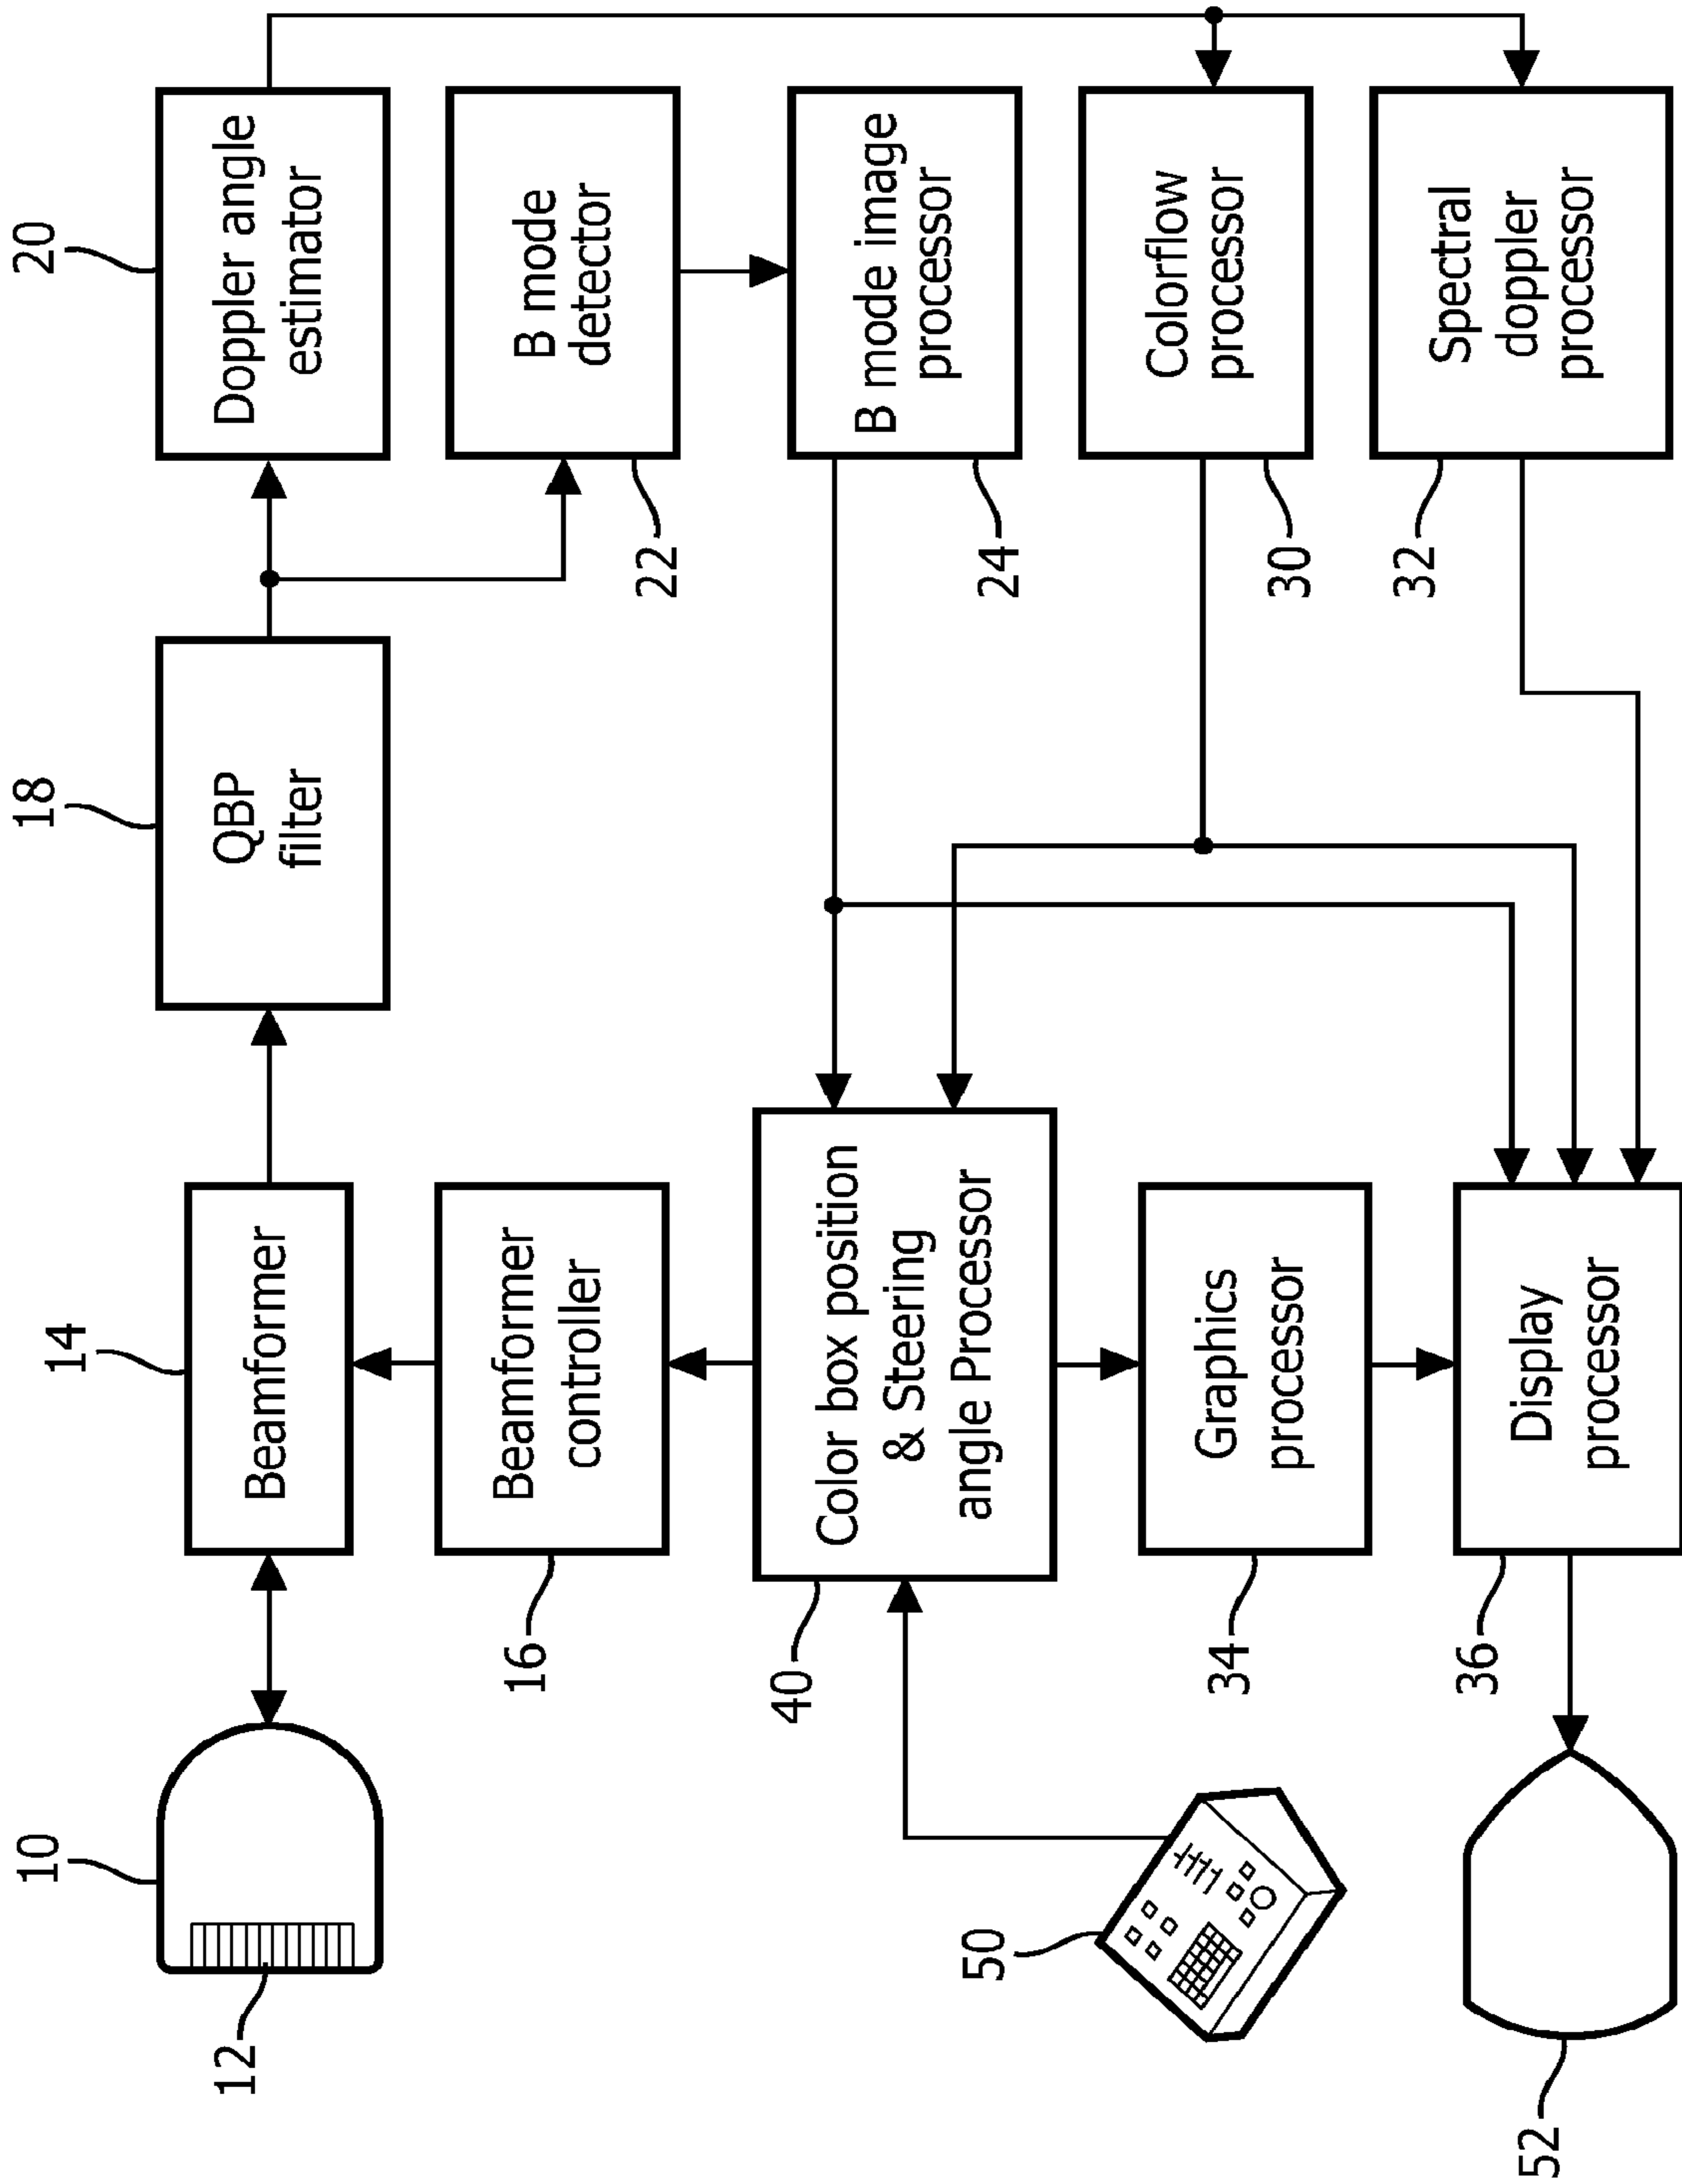 10
12
14
Beamformer
18
QBP
filter
20
Doppler angle
estimator
16
Beamformer
controller
22
B mode
detector
40
Color box position
& Steering
angle Processor
24
B mode image
processor
50
34
Graphics
processor
30
Colorflow
processor
52
36
Display
processor
32
Spectral
doppler
processor